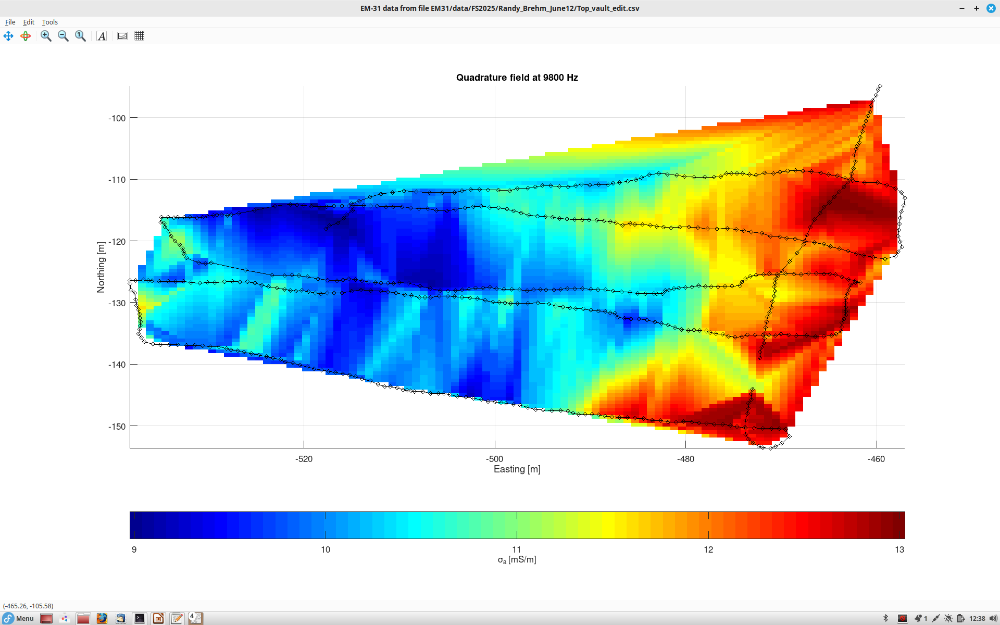 EM-31 data from file EM31/data/FS2025/Randy_Brehm_June12/Top_vault_edit.csv
File Edit Tools
1 A
Quadrature field at 9800 Hz
-100
-110
-120
-130
-140
-150
Northing [m]
-520 -500 -480 -460
Easting [m]
9 10 11 12 13
σa [mS/m]
(-465.26, -105.58)
Menu 4 1 12:38